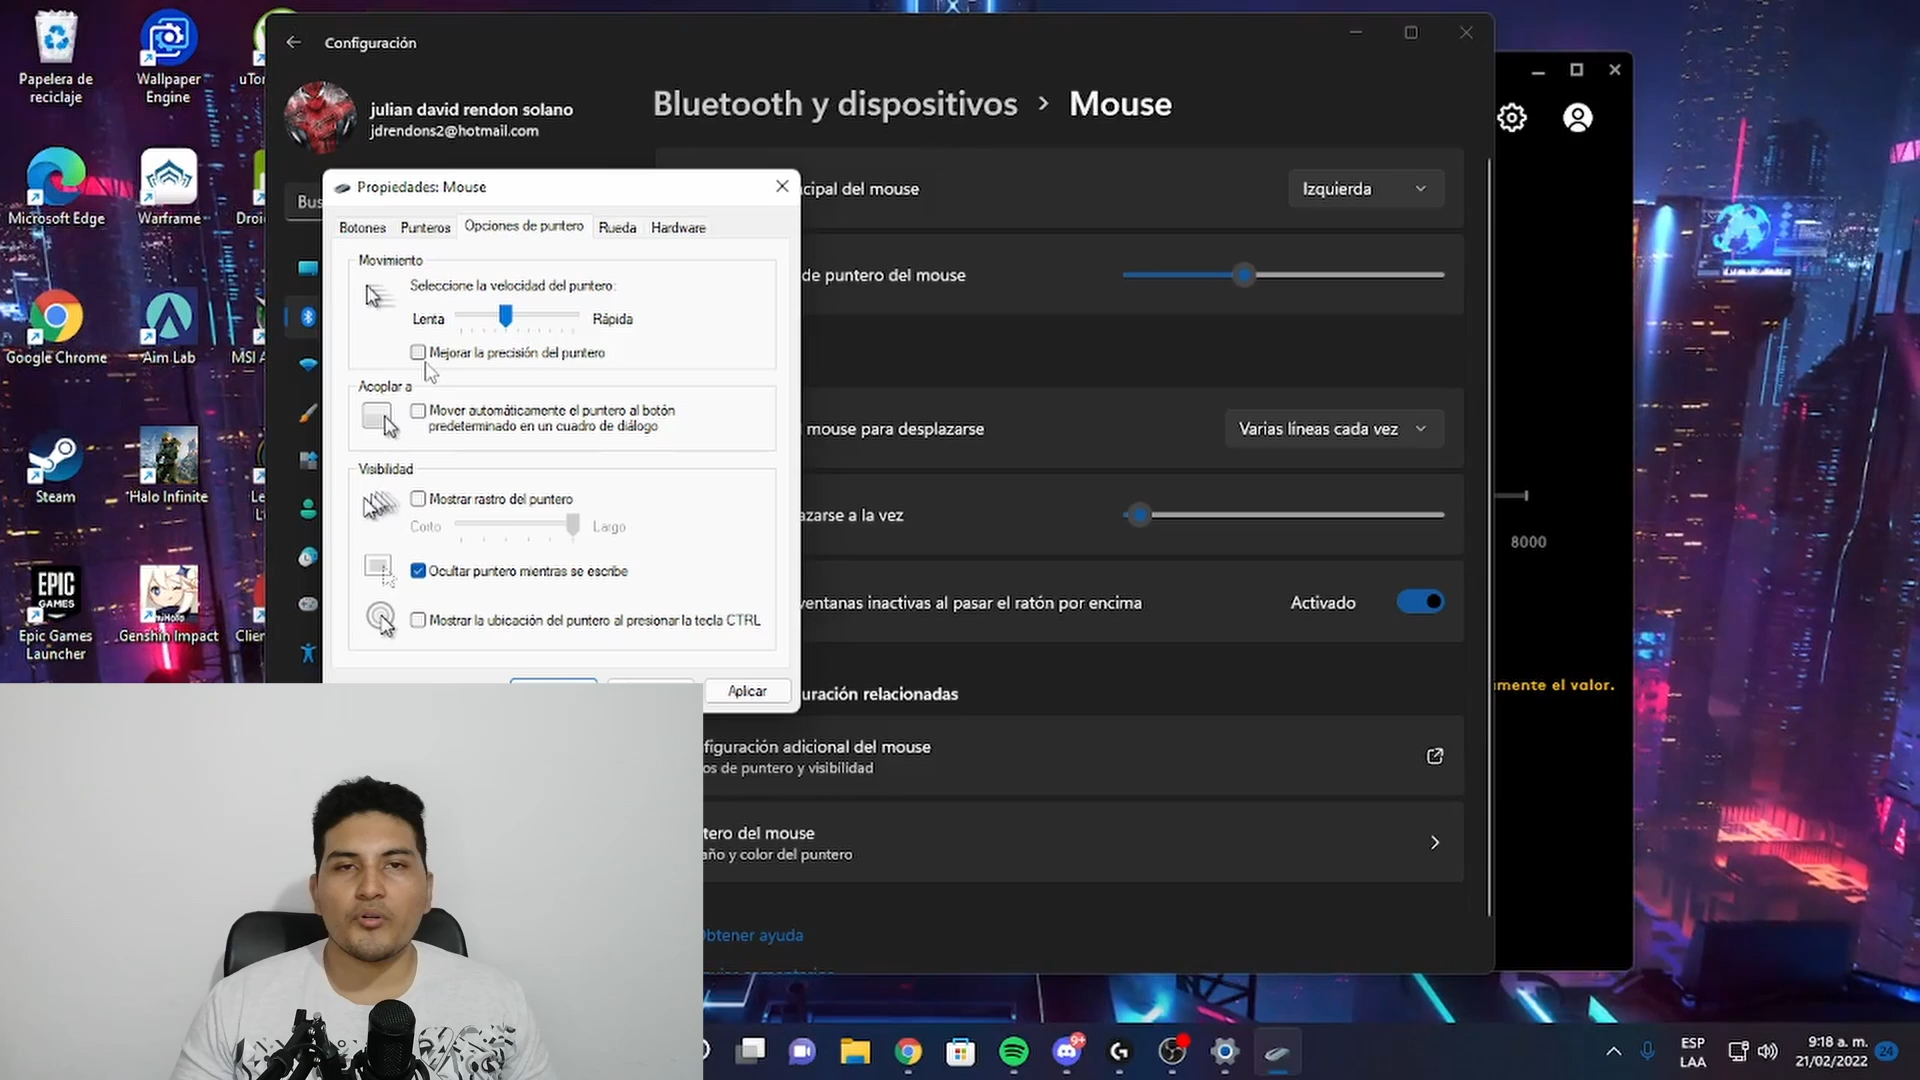 Papelera de
reciclaje
Wallpaper
Engine
uTor
Microsoft Edge
Warframe
Google Chrome
Aim Lab
MSI A
Steam
Halo Infinite
EPIC
GAMES
Epic Games
Launcher
Genshin Impact
Clien
Configuración
julian david rendon solano
jdrendons2@hotmail.com
Bus
Bluetooth y dispositivos > Mouse
Propiedades: Mouse
Botones
Punteros
Opciones de puntero
Rueda
Hardware
Movimiento
Seleccione la velocidad del puntero:
Lenta
Rápida
Mejorar la precisión del puntero
Acoplar a
Mover automáticamente el puntero al botón
predeterminado en un cuadro de diálogo
Visibilidad
Mostrar rastro del puntero
Corto
Largo
Ocultar puntero mientras se escribe
Mostrar la ubicación del puntero al presionar la tecla CTRL
Aplicar
cipal del mouse
Izquierda
de puntero del mouse
mouse para desplazarse
Varias líneas cada vez
azarse a la vez
ventanas inactivas al pasar el ratón por encima
Activado
uración relacionadas
figuración adicional del mouse
os de puntero y visibilidad
tero del mouse
año y color del puntero
Obtener ayuda
8000
mente el valor.
9+
ESP
LAA
9:18 a. m.
21/02/2022
24